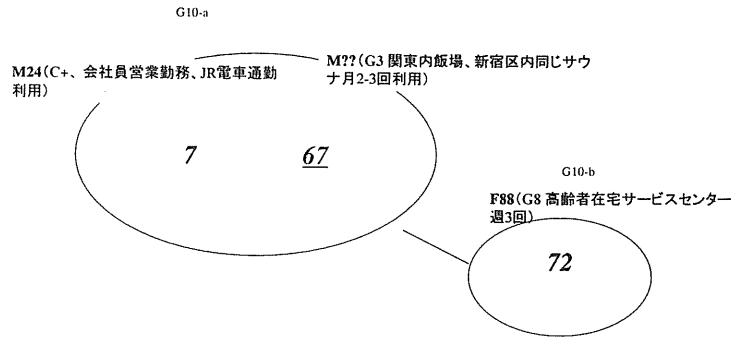 G10-a
M24(C+、会社員営業勤務、JR電車通勤
利用)
M??(G3 関東内飯場、新宿区内同じサウ
ナ月2-3回利用)
7
67
G10-b
F88(G8 高齢者在宅サービスセンター
週3回)
72